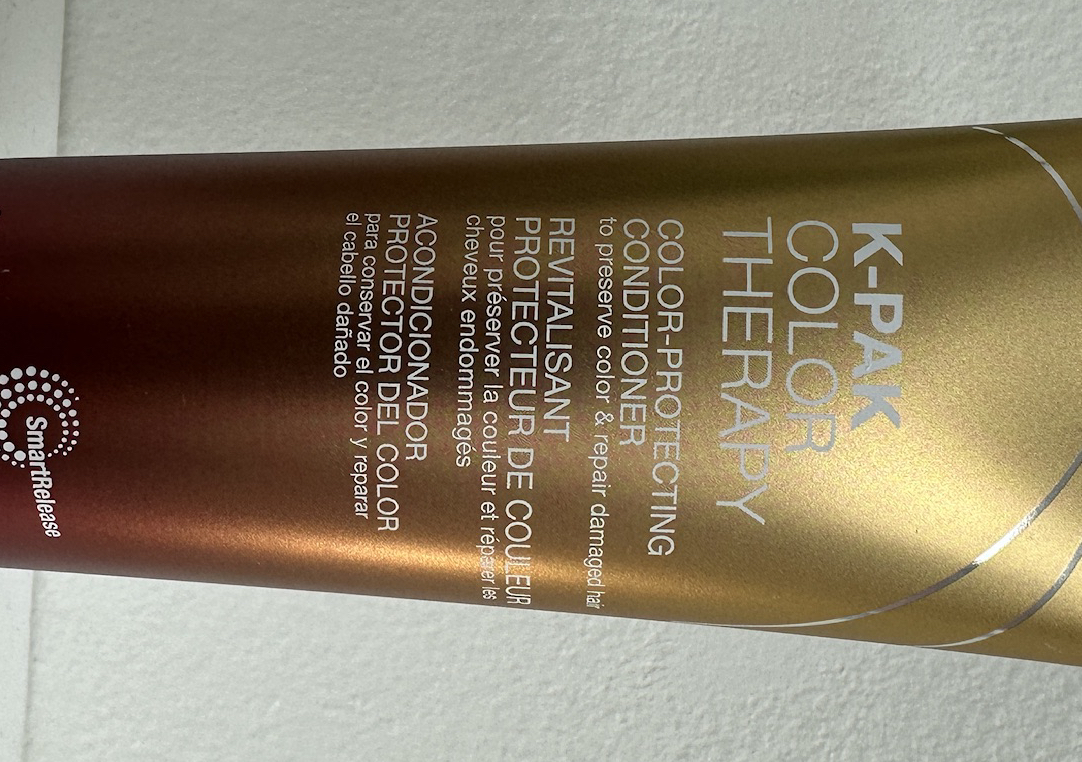 K-PAK
COLOR
THERAPY
COLOR-PROTECTING
CONDITIONER
to preserve color & repair damaged hair
REVITALISANT
PROTECTEUR DE COULEUR
pour préserver la couleur et réparer les
cheveux endommagés
ACONDICIONADOR
PROTECTOR DEL COLOR
para conservar el color y reparar
el cabello dañado
SmartRelease